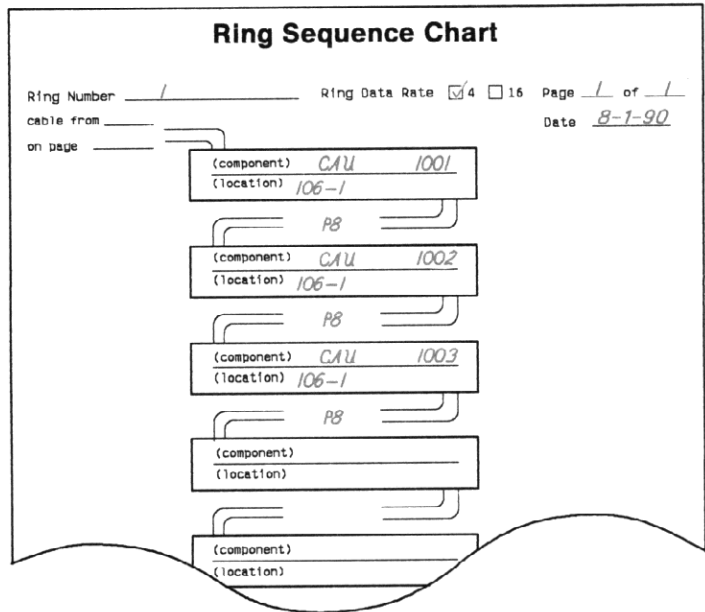 Ring Sequence Chart
Ring Number 1 Ring Data Rate ☑4 ☐ 16 Page 1 of 1
cable from Date 8-1-90
on page
(component) CAU 1001
(location) 106-1
P8
(component) CAU 1002
(location) 106-1
P8
(component) CAU 1003
(location) 106-1
P8
(component)
(location)
(component)
(location)